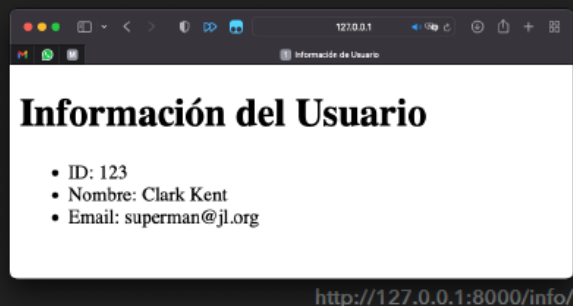 127.0.0.1
Información de Usuario
Información del Usuario
• ID: 123
• Nombre: Clark Kent
• Email: superman@jl.org
http://127.0.0.1:8000/info/